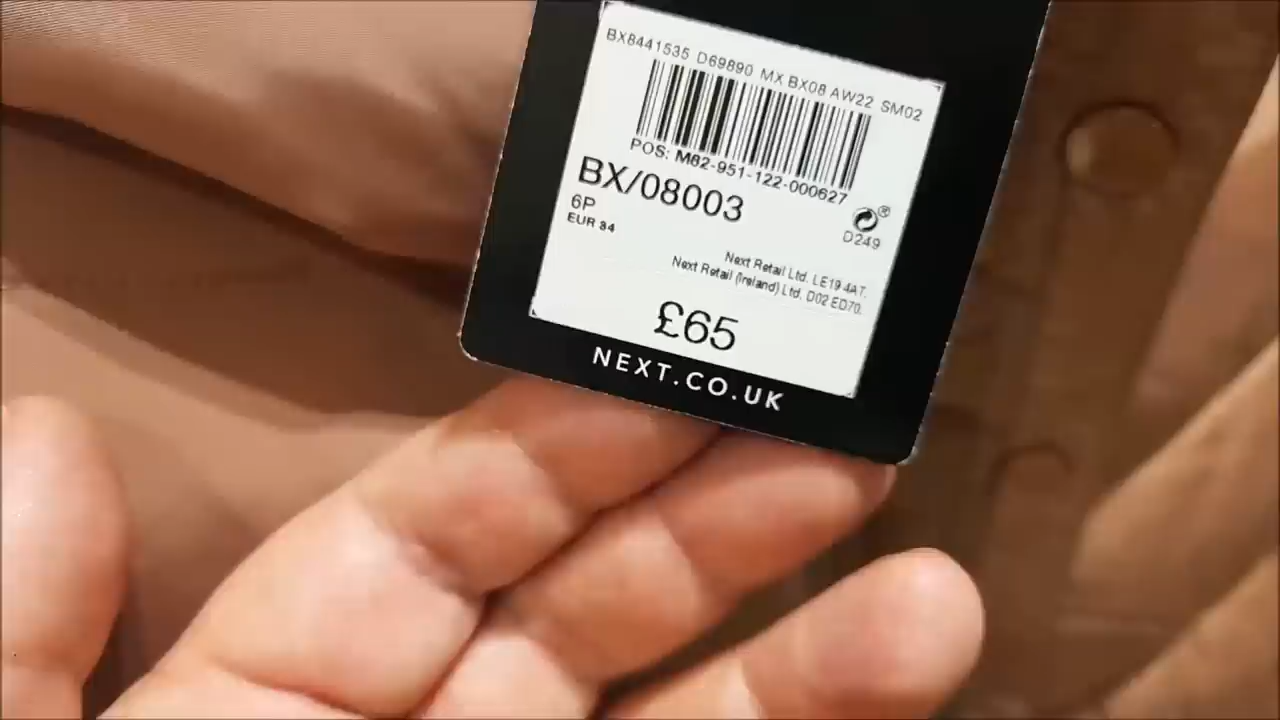 BX8441535 D69890 MX BX08 AW22 SM02
POS: M62-951-122-000627
BX/08003
6P
EUR 34
D249
Next Retail Ltd. LE19 4AT.
Next Retail (Ireland) Ltd. D02 ED70.
£65
NEXT.CO.UK